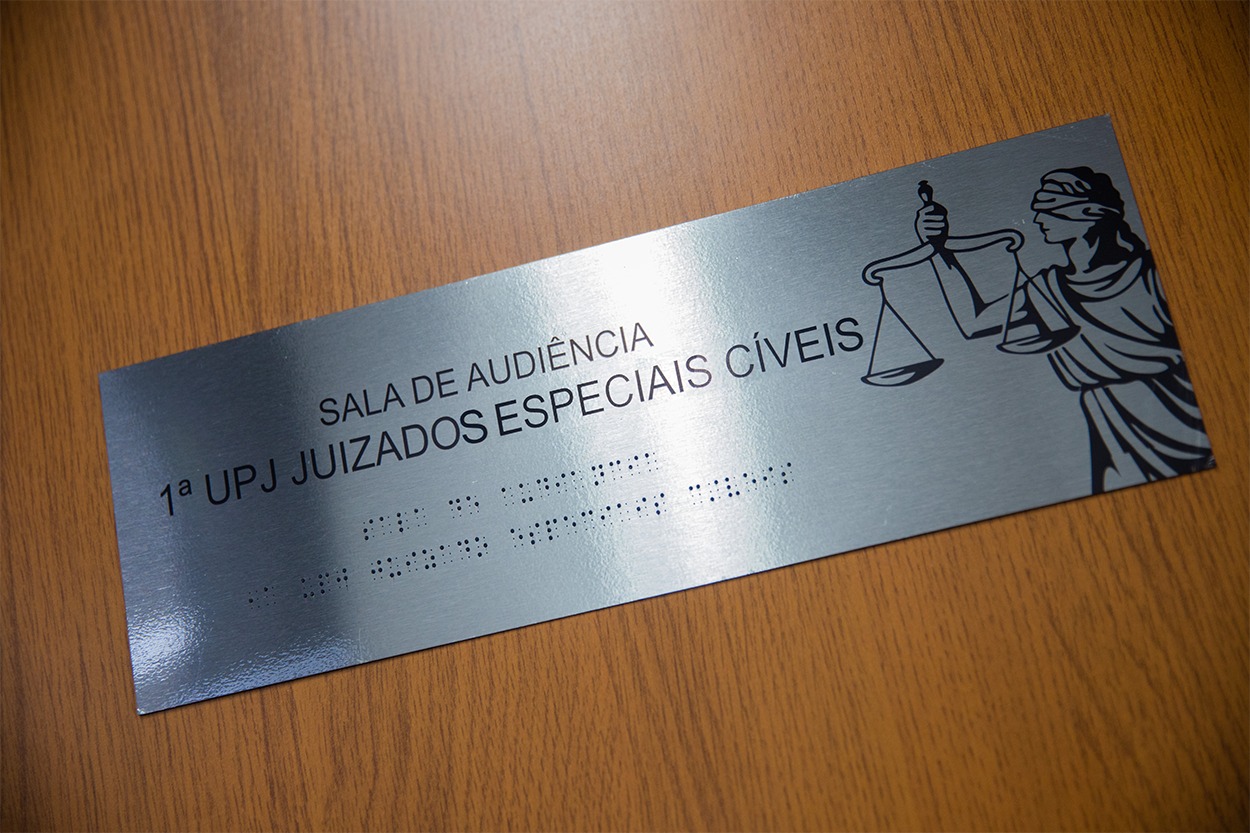 SALA DE AUDIÊNCIA
1ª UPJ JUIZADOS ESPECIAIS CÍVEIS